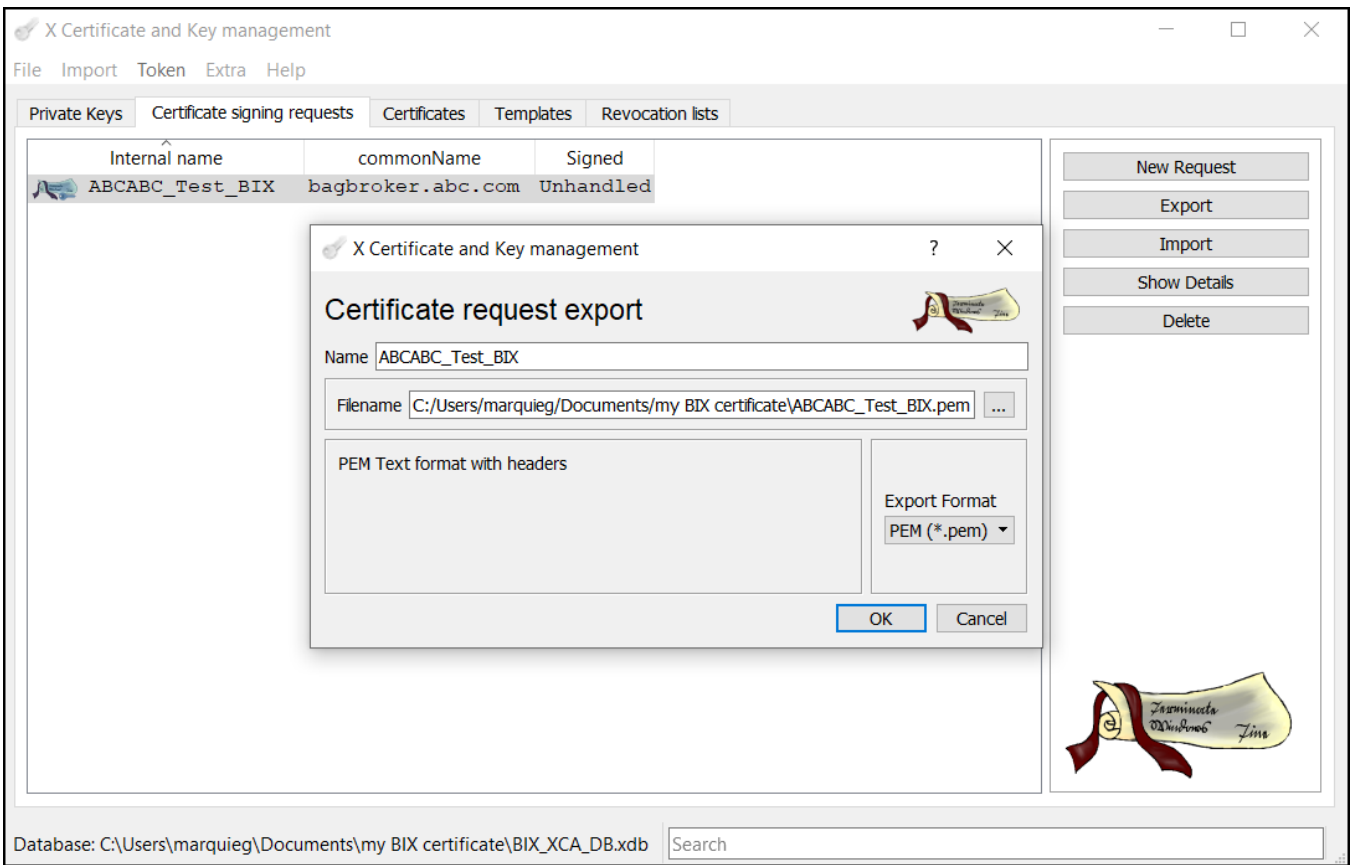 X Certificate and Key management
File Import Token Extra Help
Private Keys Certificate signing requests Certificates Templates Revocation lists
Internal name commonName Signed
ABCABC_Test_BIX bagbroker.abc.com Unhandled
New Request
Export
Import
Show Details
Delete
X Certificate and Key management ?
Certificate request export
Name ABCABC_Test_BIX
Filename C:/Users/marquieg/Documents/my BIX certificate\ABCABC_Test_BIX.pem ...
PEM Text format with headers
Export Format
PEM (*.pem)
OK Cancel
Database: C:\Users\marquieg\Documents\my BIX certificate\BIX_XCA_DB.xdb Search